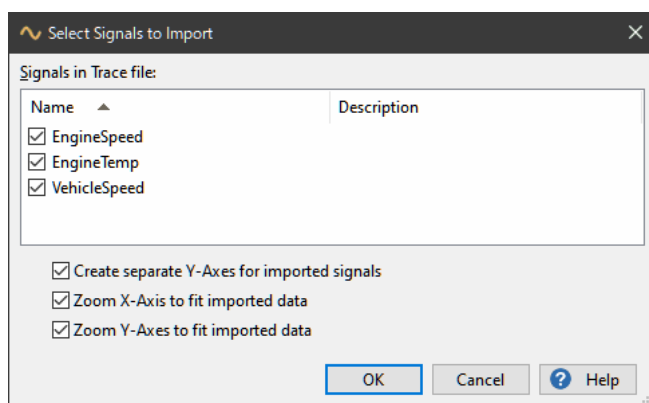 Select Signals to Import
Signals in Trace file:
Name Description
EngineSpeed
EngineTemp
VehicleSpeed
Create separate Y-Axes for imported signals
Zoom X-Axis to fit imported data
Zoom Y-Axes to fit imported data
OK Cancel Help